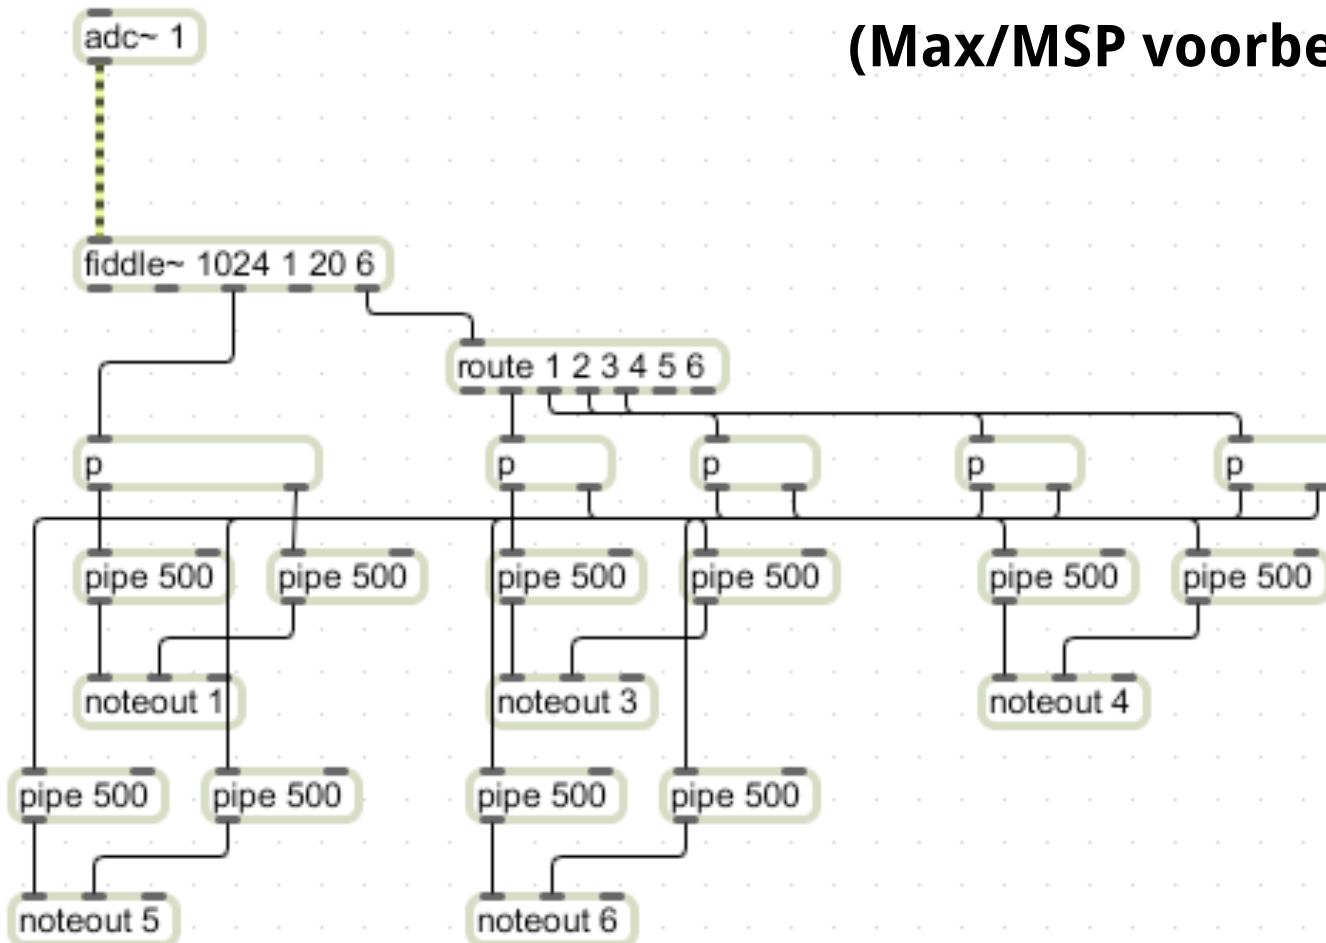 adc~ 1
(Max/MSP voorbe
fiddle~ 1024 1 20 6
route 1 2 3 4 5 6
p p p p p
pipe 500 pipe 500 pipe 500 pipe 500 pipe 500 pipe 500
noteout 1 noteout 3 noteout 4
pipe 500 pipe 500 pipe 500 pipe 500
noteout 5 noteout 6